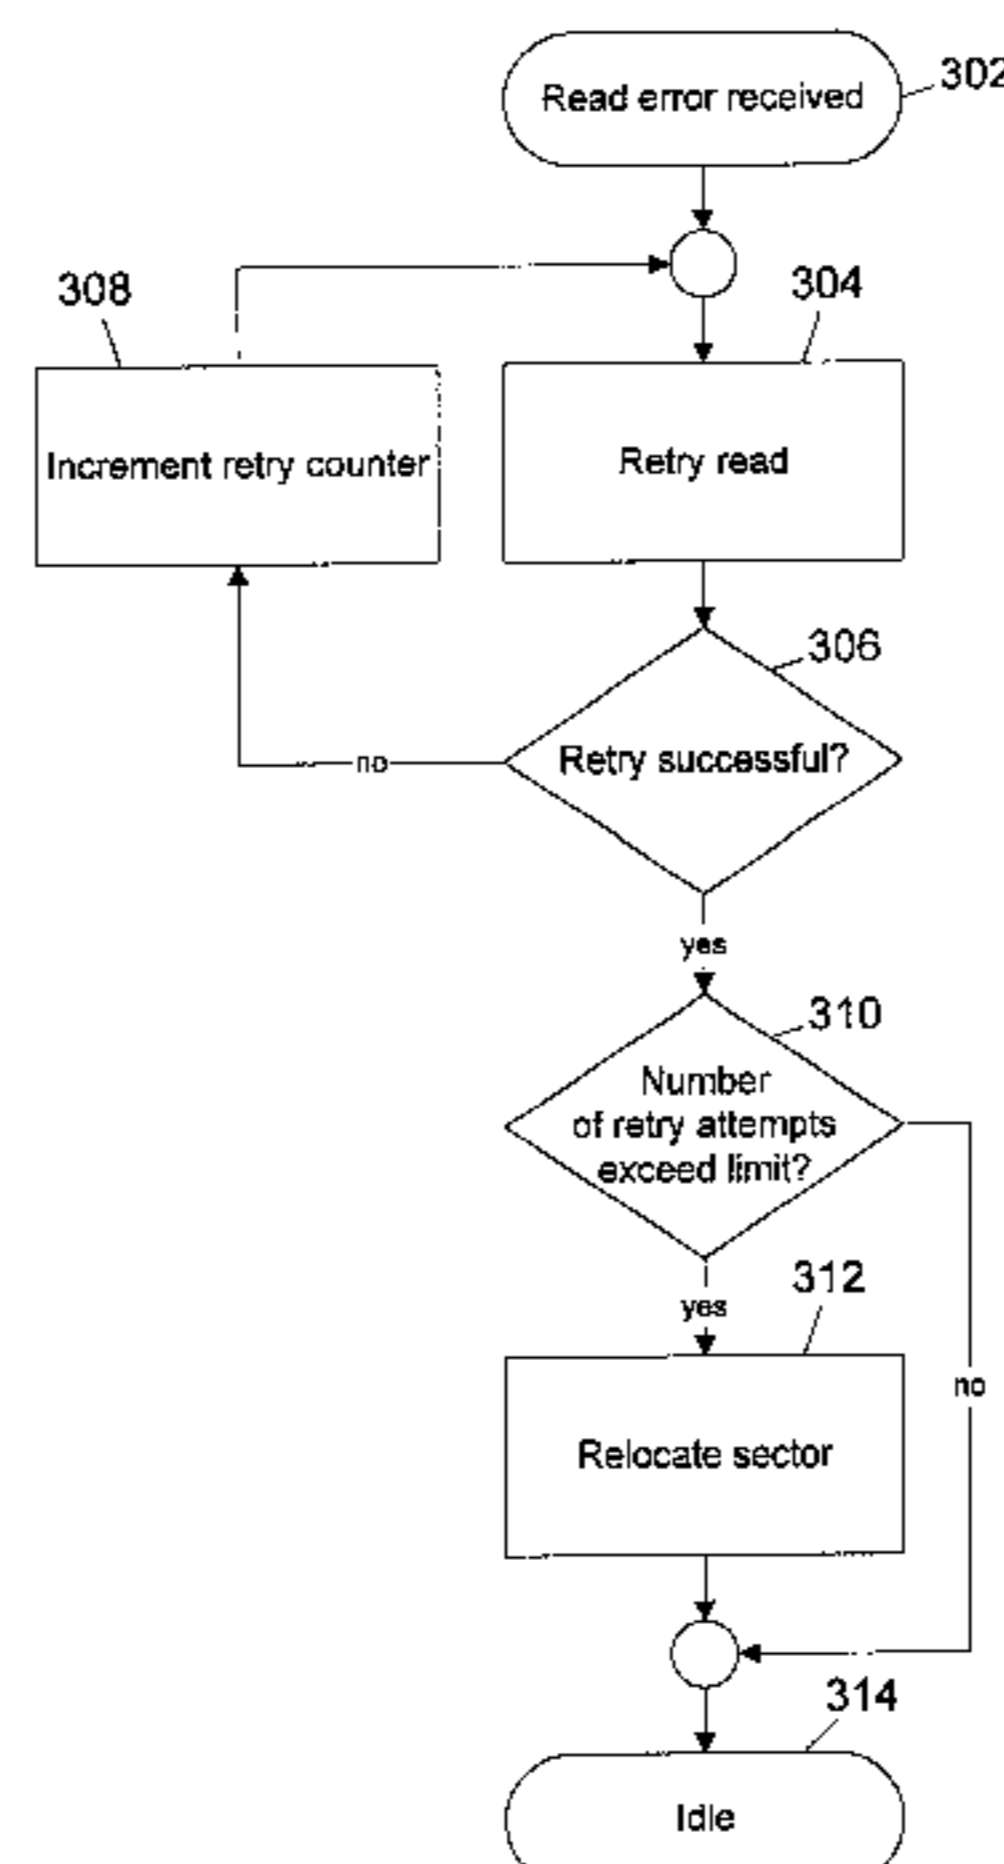 Read error received
302
308
304
Increment retry counter
Retry read
306
Retry successful?
no
yes
310
Number
of retry attempts
exceed limit?
312
yes
no
Relocate sector
314
Idle